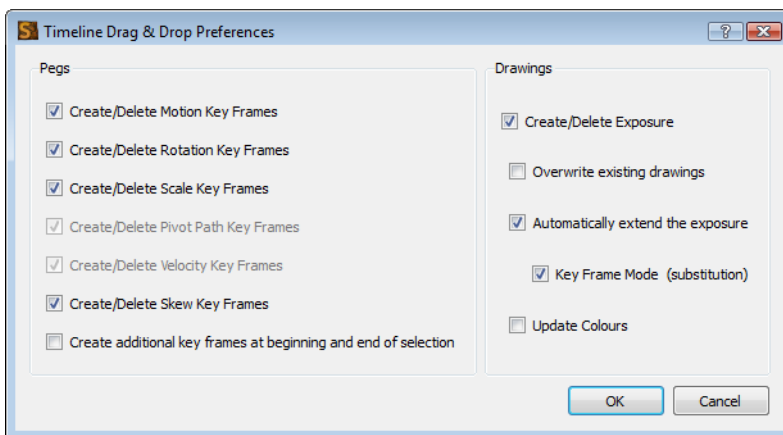 Timeline Drag & Drop Preferences
Pegs
Create/Delete Motion Key Frames
Create/Delete Rotation Key Frames
Create/Delete Scale Key Frames
Create/Delete Pivot Path Key Frames
Create/Delete Velocity Key Frames
Create/Delete Skew Key Frames
Create additional key frames at beginning and end of selection
Drawings
Create/Delete Exposure
Overwrite existing drawings
Automatically extend the exposure
Key Frame Mode (substitution)
Update Colours
OK
Cancel